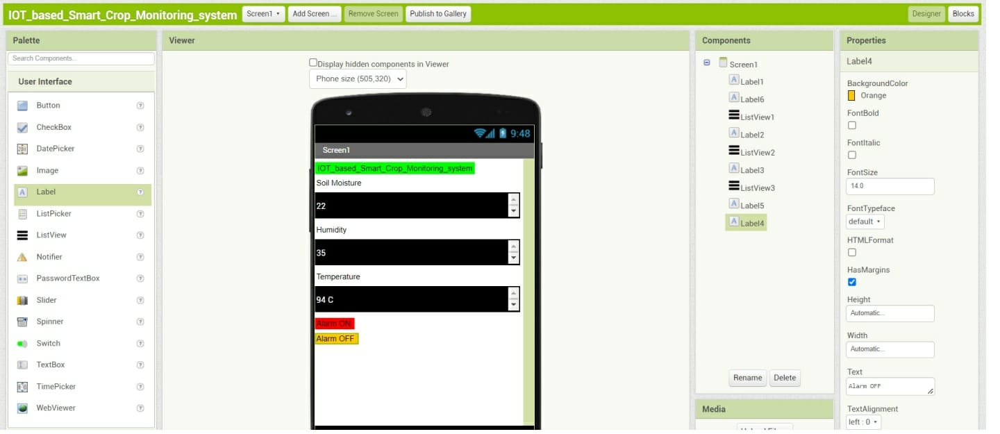 IOT_based_Smart_Crop_Monitoring_system Screen1 Add Screen ... Remove Screen Publish to Gallery Designer Blocks
Palette
Search Components...
User Interface
Button
CheckBox
DatePicker
Image
Label
ListPicker
ListView
Notifier
PasswordTextBox
Slider
Spinner
Switch
TextBox
TimePicker
WebViewer
Viewer
Display hidden components in Viewer
Phone size (505,320)
9:48
Screen1
IOT_based_Smart_Crop_Monitoring_system
Soil Moisture
22
Humidity
35
Temperature
94 C
Alarm ON
Alarm OFF
Components
Screen1
Label1
Label6
ListView1
Label2
ListView2
Label3
ListView3
Label5
Label4
Rename Delete
Media
Properties
Label4
BackgroundColor
Orange
FontBold
FontItalic
FontSize
14.0
FontTypeface
default
HTMLFormat
HasMargins
Height
Automatic...
Width
Automatic...
Text
Alarm OFF
TextAlignment
left : 0